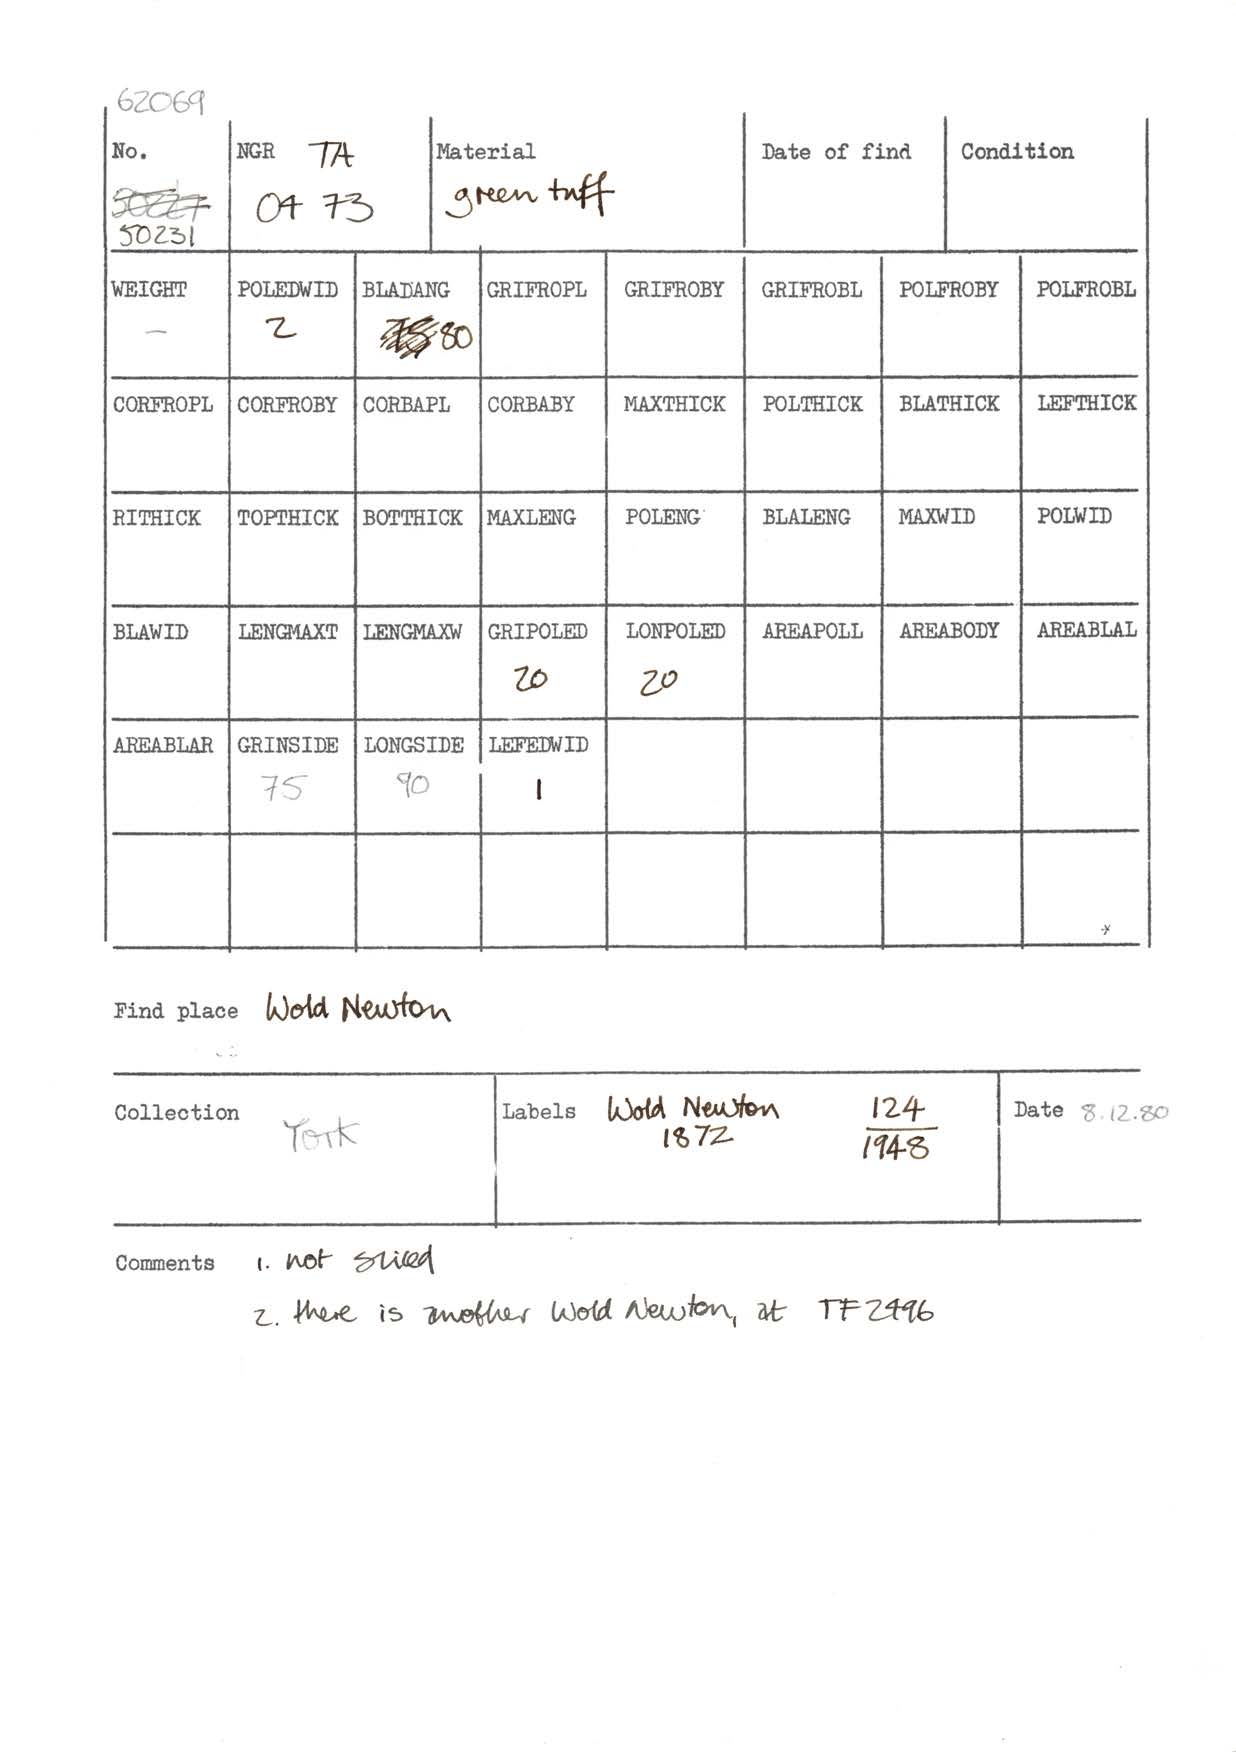 62069
No. NGR TA Material Date of find Condition
50227 04 73 green tuff
50231
WEIGHT POLEDWID BLADANG GRIFROPL GRIFROBY GRIFROBL POLFROBY POLFROBL
– 2 75 80
CORFROPL CORFROBY CORBAPL CORBABY MAXTHICK POLTHICK BLATHICK LEFTHICK
RITHICK TOPTHICK BOTTHICK MAXLENG POLENG BLALENG MAXWID POLWID
BLAWID LENGMAXT LENGMAXW GRIPOLED LONPOLED AREAPOLL AREABODY AREABLAL
20 20
AREABLAR GRINSIDE LONGSIDE LEFEDWID
75 90 1
*
Find place Wold Newton
Collection York Labels Wold Newton 124 Date 8.12.80
1872 1948
Comments 1. not sliced
2. there is another Wold Newton, at TF2496